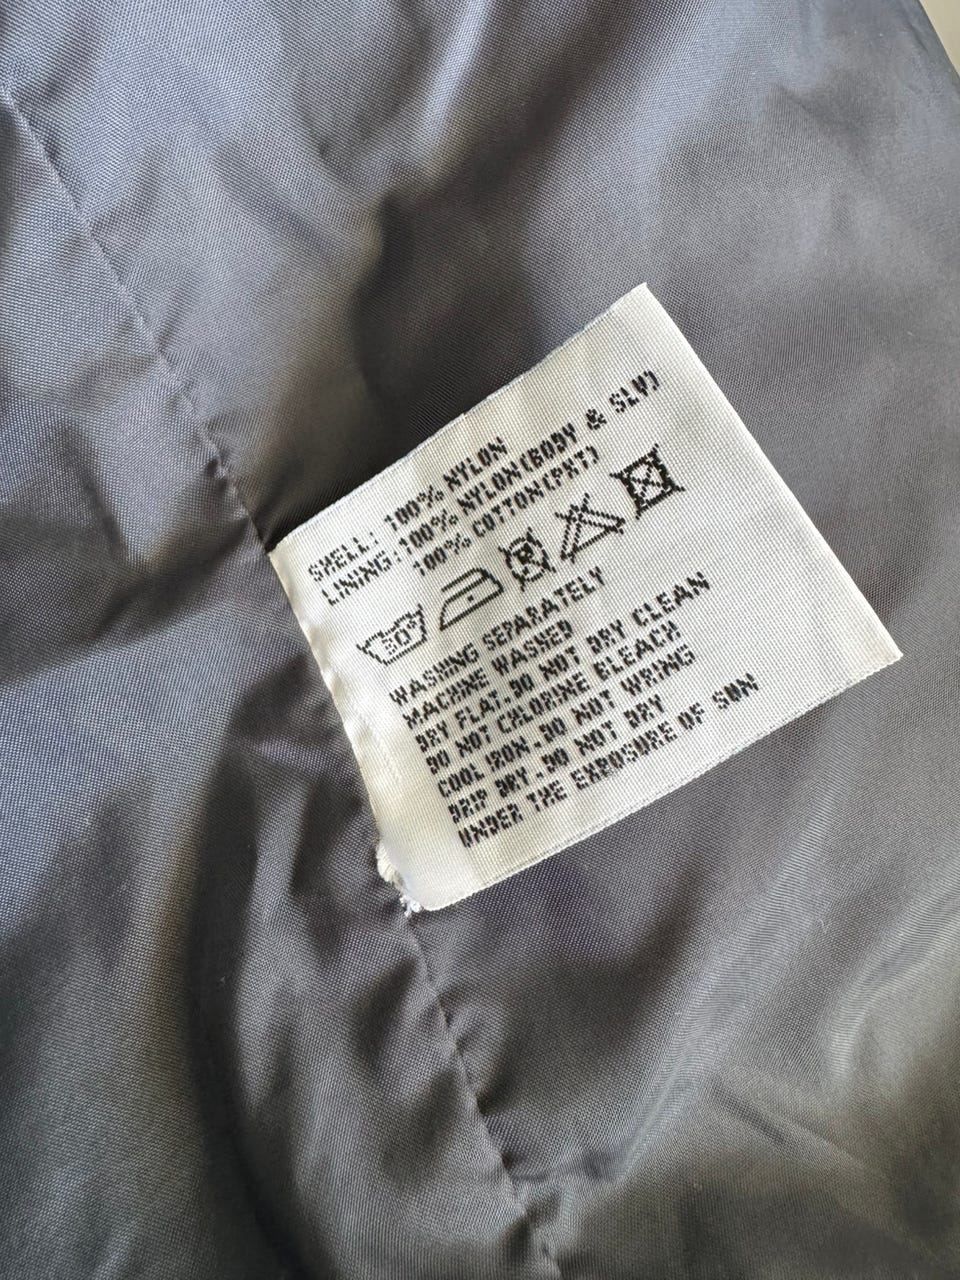 SHELL: 100% NYLON
LINING: 100% NYLON(BODY & SLV)
100% COTTON(PKT)
30°
WASHING SEPARATELY
MACHINE WASHED
DRY FLAT.DO NOT DRY CLEAN
DO NOT CHLORINE BLEACH
COOL IRON.DO NOT WRING
DRIP DRY.DO NOT DRY
UNDER THE EXPOSURE OF SUN